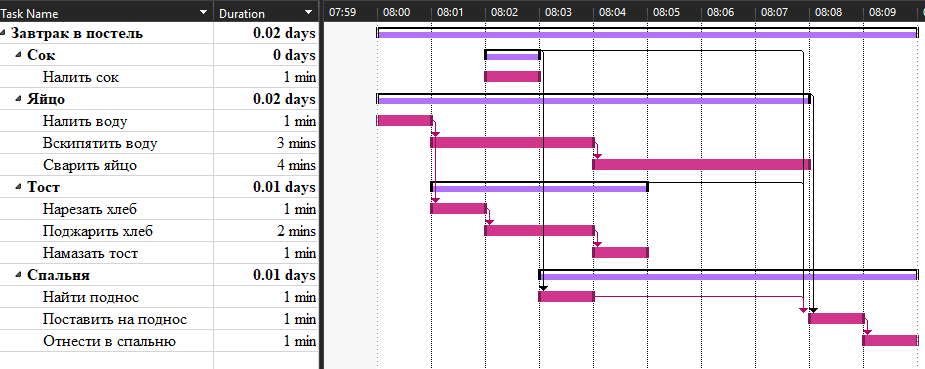 Task Name Duration 07:59 08:00 08:01 08:02 08:03 08:04 08:05 08:06 08:07 08:08 08:09
Завтрак в постель 0.02 days
Сок 0 days
Налить сок 1 min
Яйцо 0.02 days
Налить воду 1 min
Вскипятить воду 3 mins
Сварить яйцо 4 mins
Тост 0.01 days
Нарезать хлеб 1 min
Поджарить хлеб 2 mins
Намазать тост 1 min
Спальня 0.01 days
Найти поднос 1 min
Поставить на поднос 1 min
Отнести в спальню 1 min